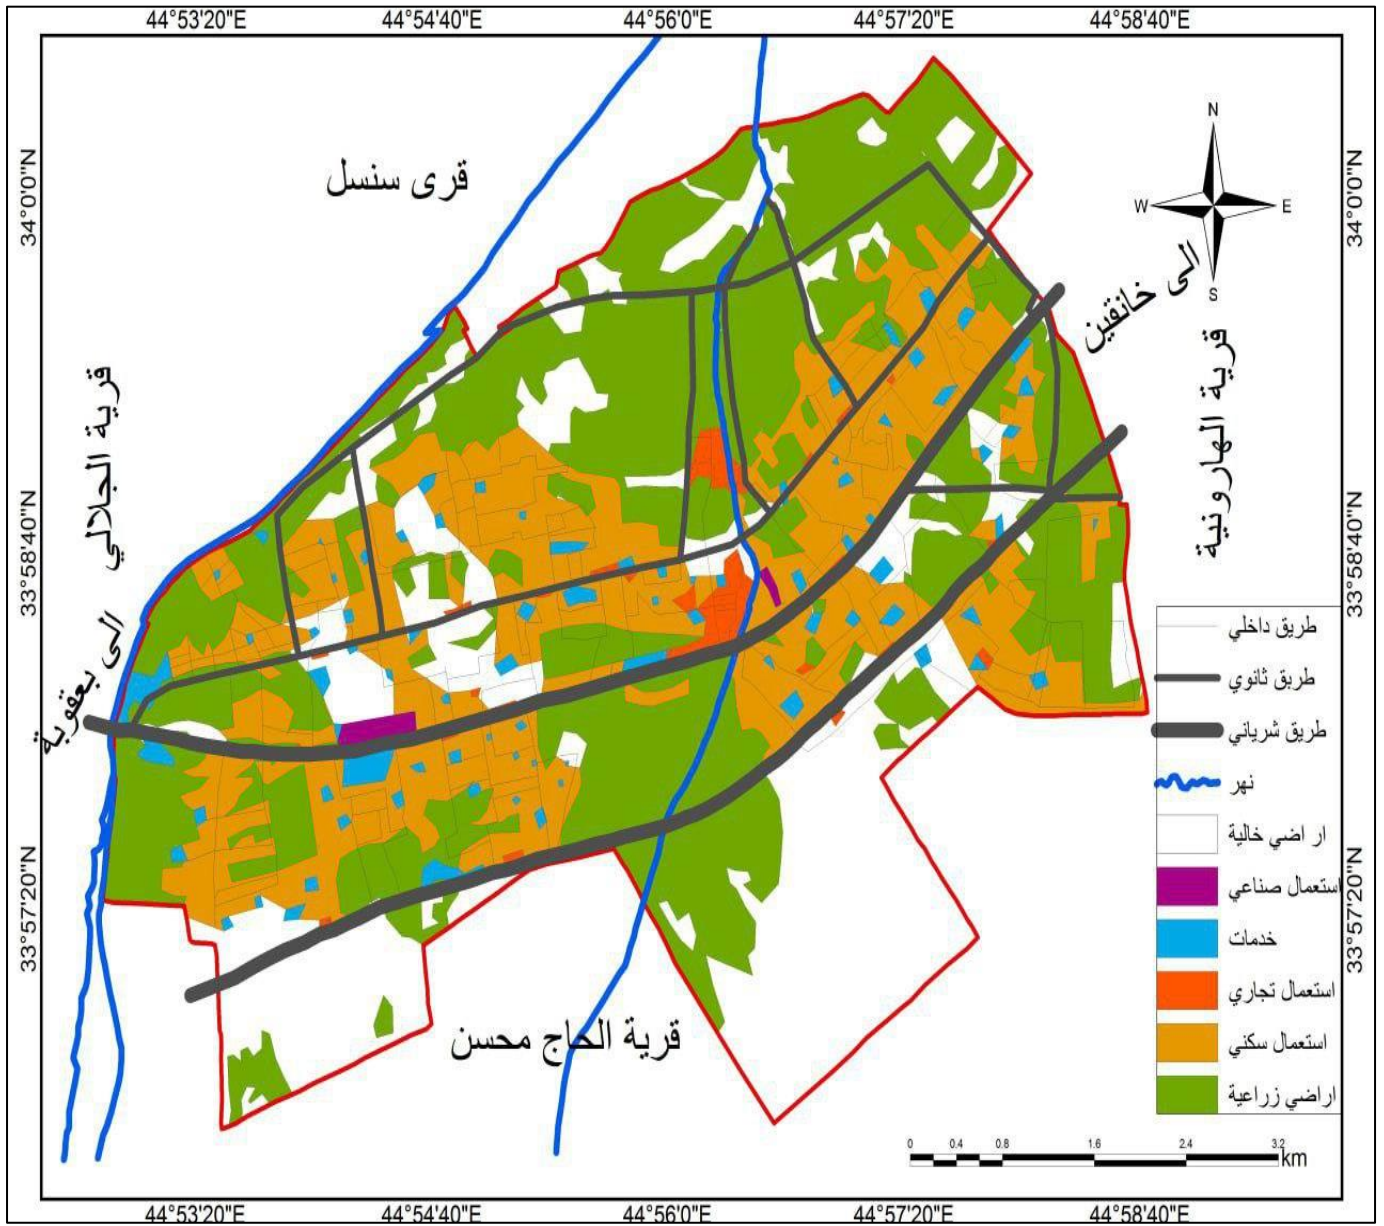 44°53'20"E 44°54'40"E 44°56'0"E 44°57'20"E 44°58'40"E
34°0'0"N
33°58'40"N
33°57'20"N
34°0'0"N
33°58'40"N
33°57'20"N
N
W E
S
قرى سنسل
الى خانقين
قرية الهارونية
قرية الجلالي
الى بعقوبة
قرية الحاج محسن
طريق داخلي
طريق ثانوي
طريق شرياني
نهر
ار اضي خالية
استعمال صناعي
خدمات
استعمال تجاري
استعمال سكني
اراضي زراعية
0 0.4 0.8 1.6 2.4 3.2
km
44°53'20"E 44°54'40"E 44°56'0"E 44°57'20"E 44°58'40"E